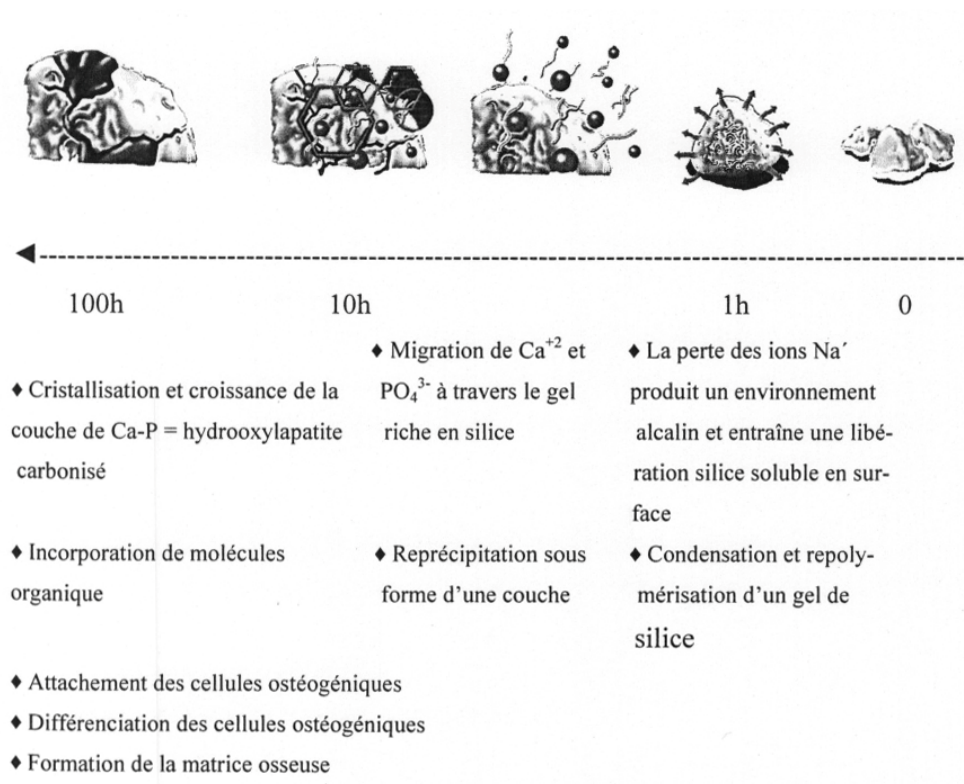 100h 10h 1h 0
♦ Cristallisation et croissance de la
couche de Ca-P = hydrooxylapatite
carbonisé
♦ Incorporation de molécules
organique
♦ Attachement des cellules ostéogéniques
♦ Différenciation des cellules ostéogéniques
♦ Formation de la matrice osseuse
♦ Migration de Ca⁺² et
PO₄³⁻ à travers le gel
riche en silice
♦ Reprécipitation sous
forme d’une couche
♦ La perte des ions Na´
produit un environnement
alcalin et entraîne une libé-
ration silice soluble en sur-
face
♦ Condensation et repoly-
mérisation d’un gel de
silice